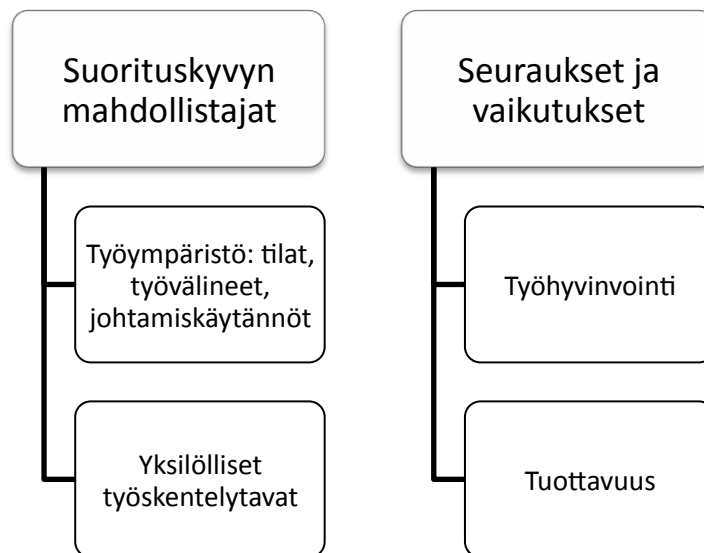 Suorituskyvyn
mahdollistajat
Työympäristö: tilat,
työvälineet,
johtamiskäytännöt
Yksilölliset
työskentelytavat
Seuraukset ja
vaikutukset
Työhyvinvointi
Tuottavuus